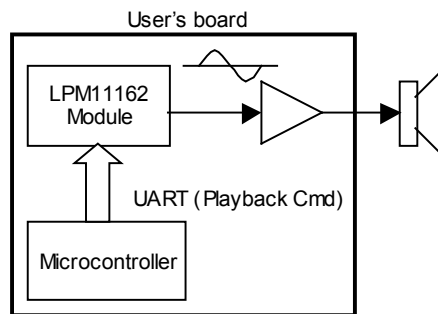 User's board
LPM11162
Module
UART (Playback Cmd)
Microcontroller